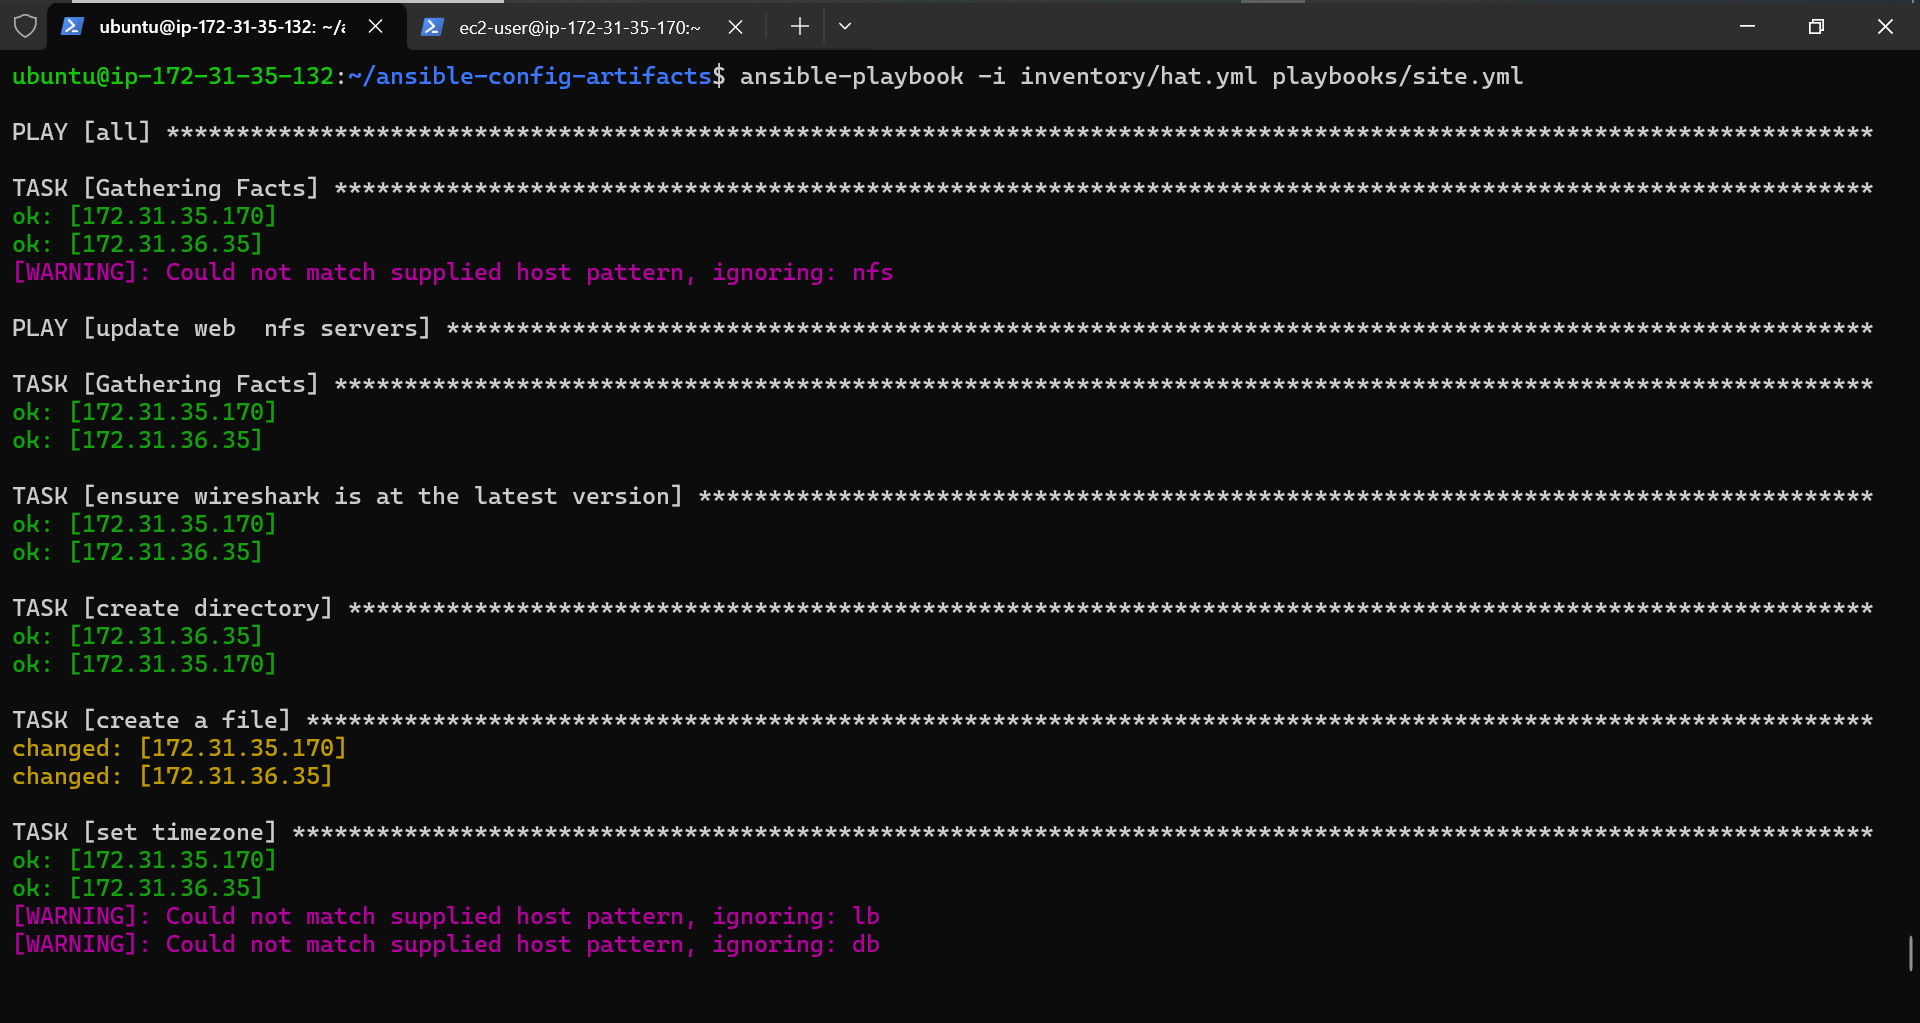 ubuntu@ip-172-31-35-132: ~/a
ec2-user@ip-172-31-35-170:~
ubuntu@ip-172-31-35-132:~/ansible-config-artifacts$ ansible-playbook -i inventory/hat.yml playbooks/site.yml
PLAY [all] **************************************************************************************************************************
TASK [Gathering Facts] **************************************************************************************************************
ok: [172.31.35.170]
ok: [172.31.36.35]
[WARNING]: Could not match supplied host pattern, ignoring: nfs
PLAY [update web  nfs servers] ******************************************************************************************************
TASK [Gathering Facts] **************************************************************************************************************
ok: [172.31.35.170]
ok: [172.31.36.35]
TASK [ensure wireshark is at the latest version] ************************************************************************************
ok: [172.31.35.170]
ok: [172.31.36.35]
TASK [create directory] *************************************************************************************************************
ok: [172.31.36.35]
ok: [172.31.35.170]
TASK [create a file] ****************************************************************************************************************
changed: [172.31.35.170]
changed: [172.31.36.35]
TASK [set timezone] *****************************************************************************************************************
ok: [172.31.35.170]
ok: [172.31.36.35]
[WARNING]: Could not match supplied host pattern, ignoring: lb
[WARNING]: Could not match supplied host pattern, ignoring: db